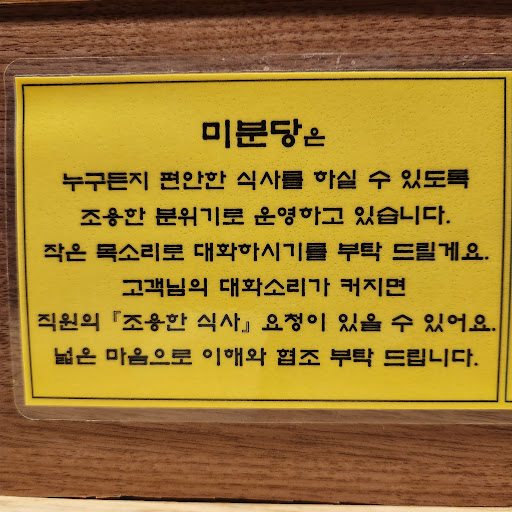 미분당은
누구든지 편안한 식사를 하실 수 있도록
조용한 분위기로 운영하고 있습니다.
작은 목소리로 대화하시기를 부탁 드릴게요.
고객님의 대화소리가 커지면
직원의 『조용한 식사』 요청이 있을 수 있어요.
넓은 마음으로 이해와 협조 부탁 드립니다.